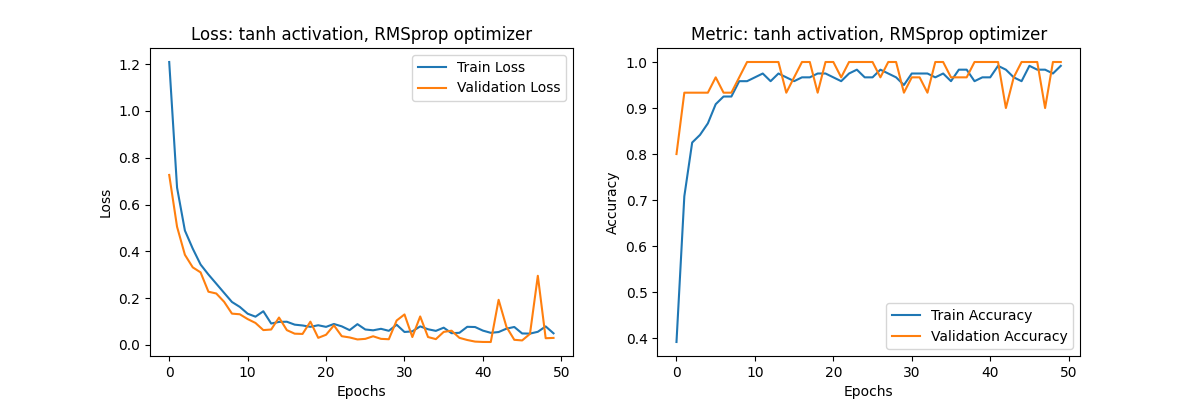 Loss: tanh activation, RMSprop optimizer
1.2
1.0
0.8
0.6
0.4
0.2
0.0
Loss
Train Loss
Validation Loss
0 10 20 30 40 50
Epochs
Metric: tanh activation, RMSprop optimizer
1.0
0.9
0.8
0.7
0.6
0.5
0.4
Accuracy
Train Accuracy
Validation Accuracy
0 10 20 30 40 50
Epochs